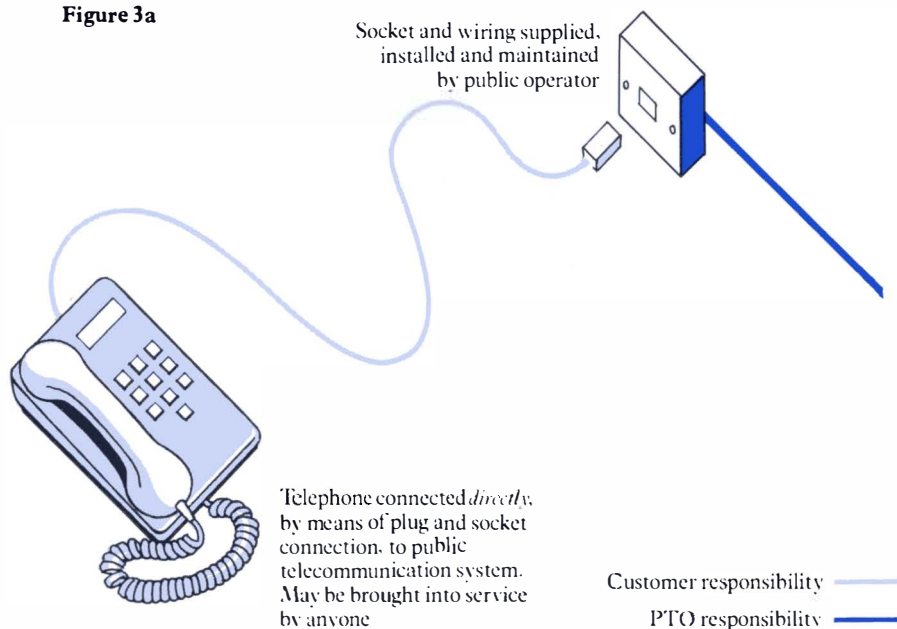 Figure 3a
Socket and wiring supplied,
installed and maintained
by public operator
Telephone connected directly,
by means of plug and socket
connection, to public
telecommunication system.
May be brought into service
by anyone
Customer responsibility
PTO responsibility